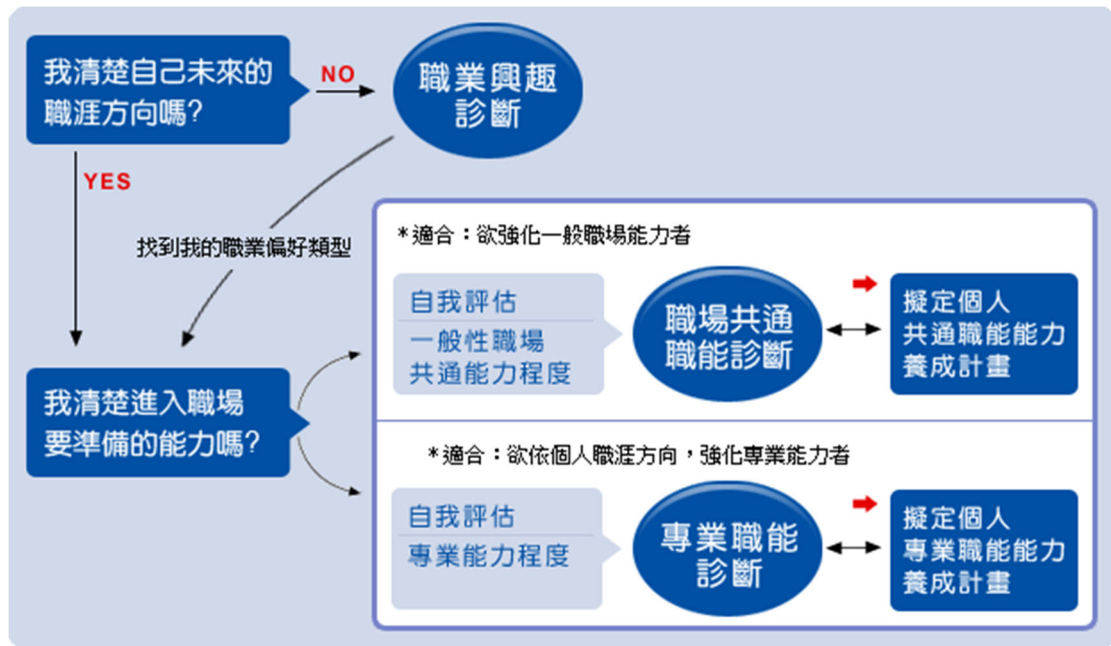 我清楚自己未來的
職涯方向嗎?
NO
職業興趣
診斷
YES
找到我的職業偏好類型
*適合：欲強化一般職場能力者
自我評估
一般性職場
共通能力程度
職場共通
職能診斷
擬定個人
共通職能能力
養成計畫
我清楚進入職場
要準備的能力嗎?
*適合：欲依個人職涯方向，強化專業能力者
自我評估
專業能力程度
專業職能
診斷
擬定個人
專業職能能力
養成計畫